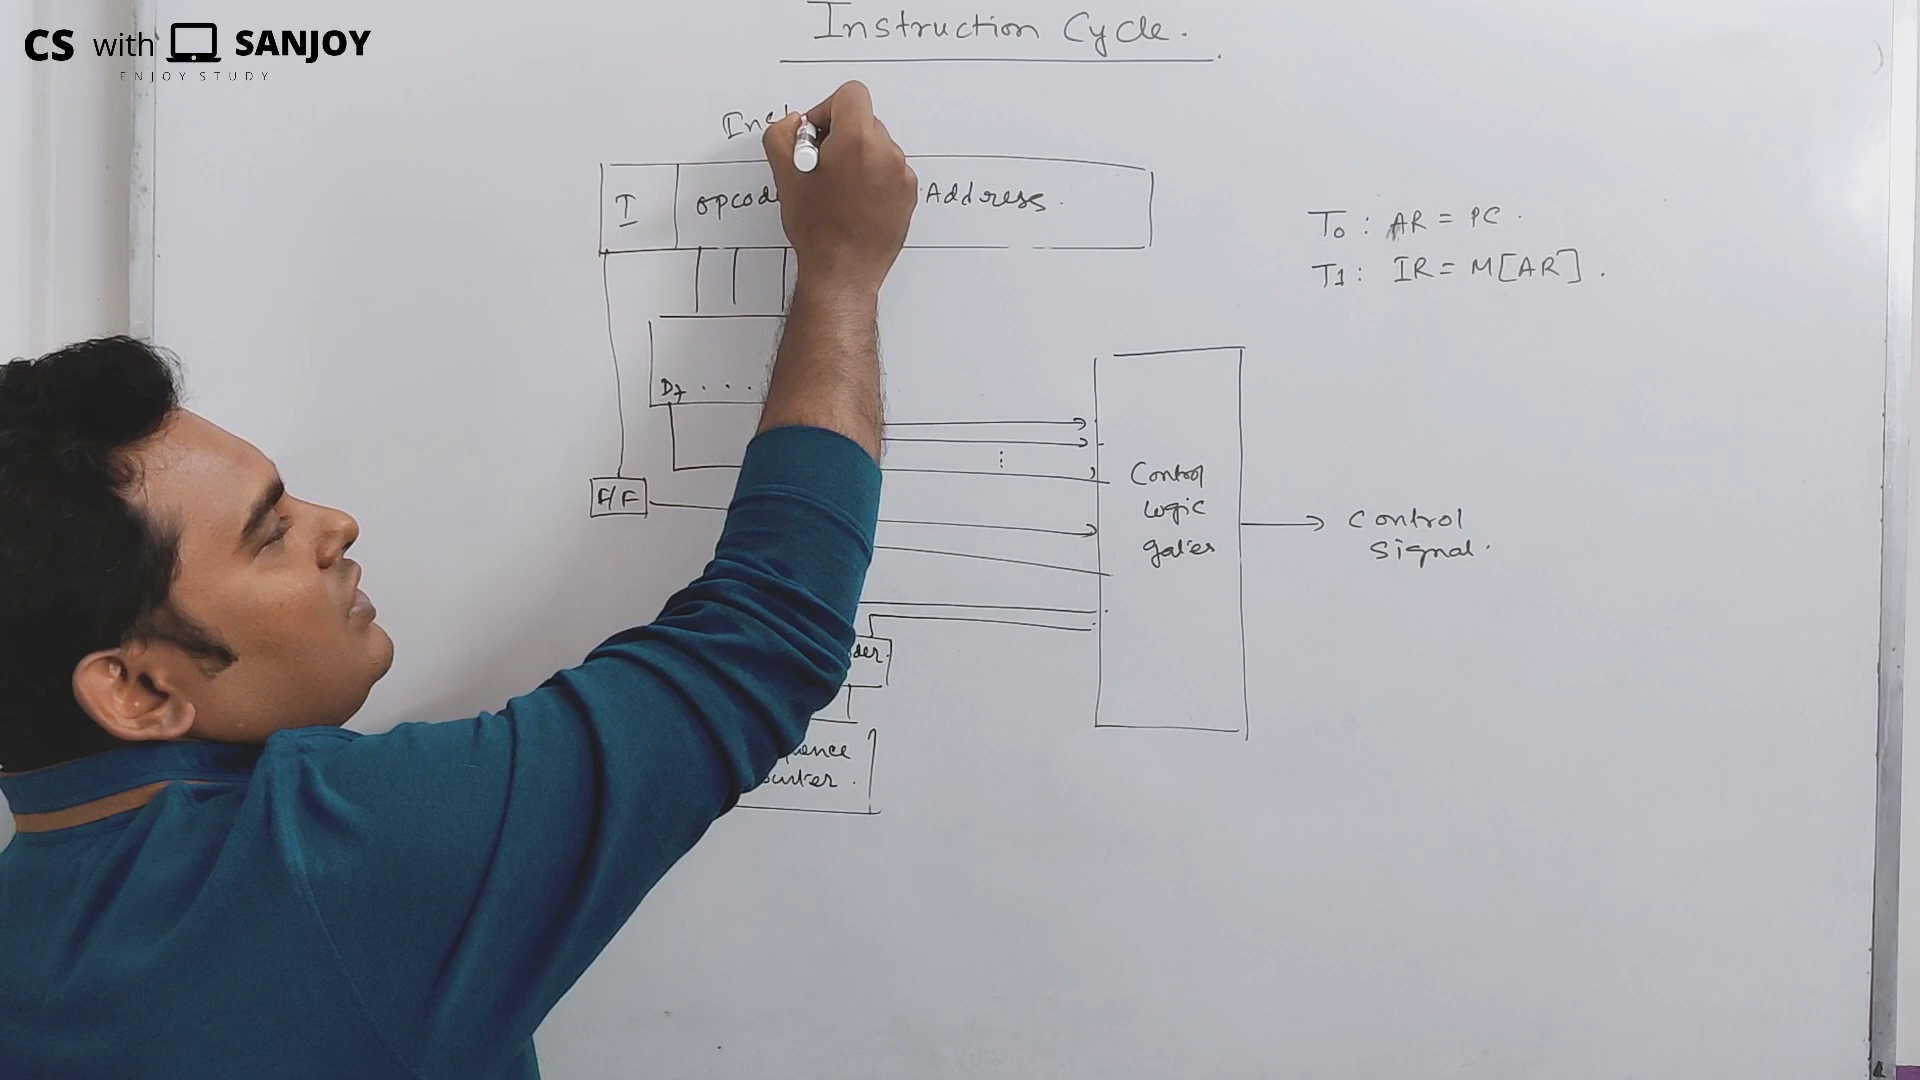 CS with SANJOY
ENJOY STUDY
Instruction Cycle.
I
Address.
T0 : AR = PC.
T1 : IR = M[AR].
D7 . . .
F/F
Control
Logic
gates
Control
Signal.